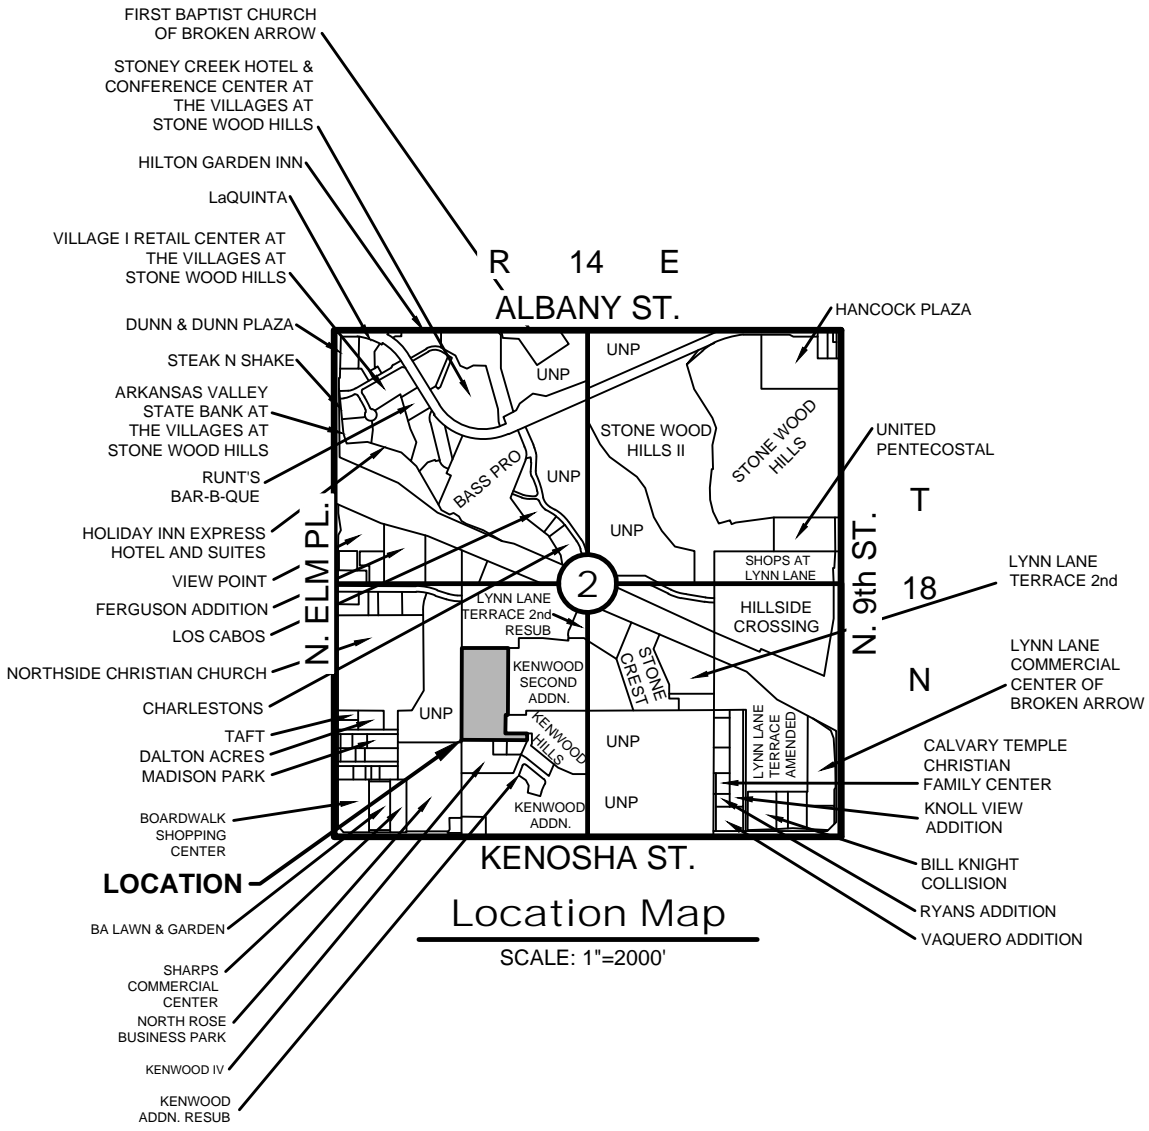 FIRST BAPTIST CHURCH
OF BROKEN ARROW
STONEY CREEK HOTEL &
CONFERENCE CENTER AT
THE VILLAGES AT
STONE WOOD HILLS
HILTON GARDEN INN
LaQUINTA
VILLAGE I RETAIL CENTER AT
THE VILLAGES AT
STONE WOOD HILLS
DUNN & DUNN PLAZA
STEAK N SHAKE
ARKANSAS VALLEY
STATE BANK AT
THE VILLAGES AT
STONE WOOD HILLS
RUNT'S
BAR-B-QUE
HOLIDAY INN EXPRESS
HOTEL AND SUITES
VIEW POINT
FERGUSON ADDITION
LOS CABOS
NORTHSIDE CHRISTIAN CHURCH
CHARLESTONS
TAFT
DALTON ACRES
MADISON PARK
BOARDWALK
SHOPPING
CENTER
LOCATION
BA LAWN & GARDEN
SHARPS
COMMERCIAL
CENTER
NORTH ROSE
BUSINESS PARK
KENWOOD IV
KENWOOD
ADDN. RESUB
R 14 E
ALBANY ST.
N. ELM PL.
UNP
UNP
BASS PRO
UNP
STONE WOOD
HILLS II
STONE WOOD
HILLS
UNP
SHOPS AT
LYNN LANE
2
LYNN LANE
TERRACE 2nd
RESUB
HILLSIDE
CROSSING
KENWOOD
SECOND
ADDN.
STONE
CREST
UNP
KENWOOD
HILLS
UNP
LYNN LANE
TERRACE
AMENDED
KENWOOD
ADDN.
UNP
KENOSHA ST.
N. 9th ST.
T
18
N
HANCOCK PLAZA
UNITED
PENTECOSTAL
LYNN LANE
TERRACE 2nd
LYNN LANE
COMMERCIAL
CENTER OF
BROKEN ARROW
CALVARY TEMPLE
CHRISTIAN
FAMILY CENTER
KNOLL VIEW
ADDITION
BILL KNIGHT
COLLISION
RYANS ADDITION
VAQUERO ADDITION
Location Map
SCALE: 1"=2000'